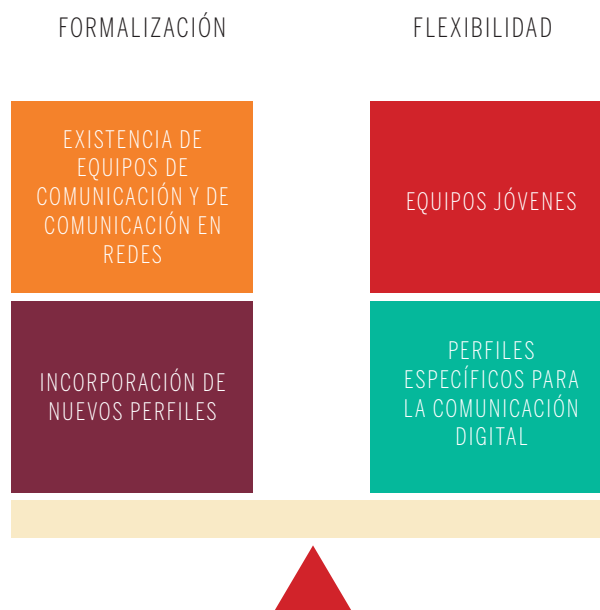 FORMALIZACIÓN
FLEXIBILIDAD
EXISTENCIA DE
EQUIPOS DE
COMUNICACIÓN Y DE
COMUNICACIÓN EN
REDES
EQUIPOS JÓVENES
INCORPORACIÓN DE
NUEVOS PERFILES
PERFILES
ESPECÍFICOS PARA
LA COMUNICACIÓN
DIGITAL